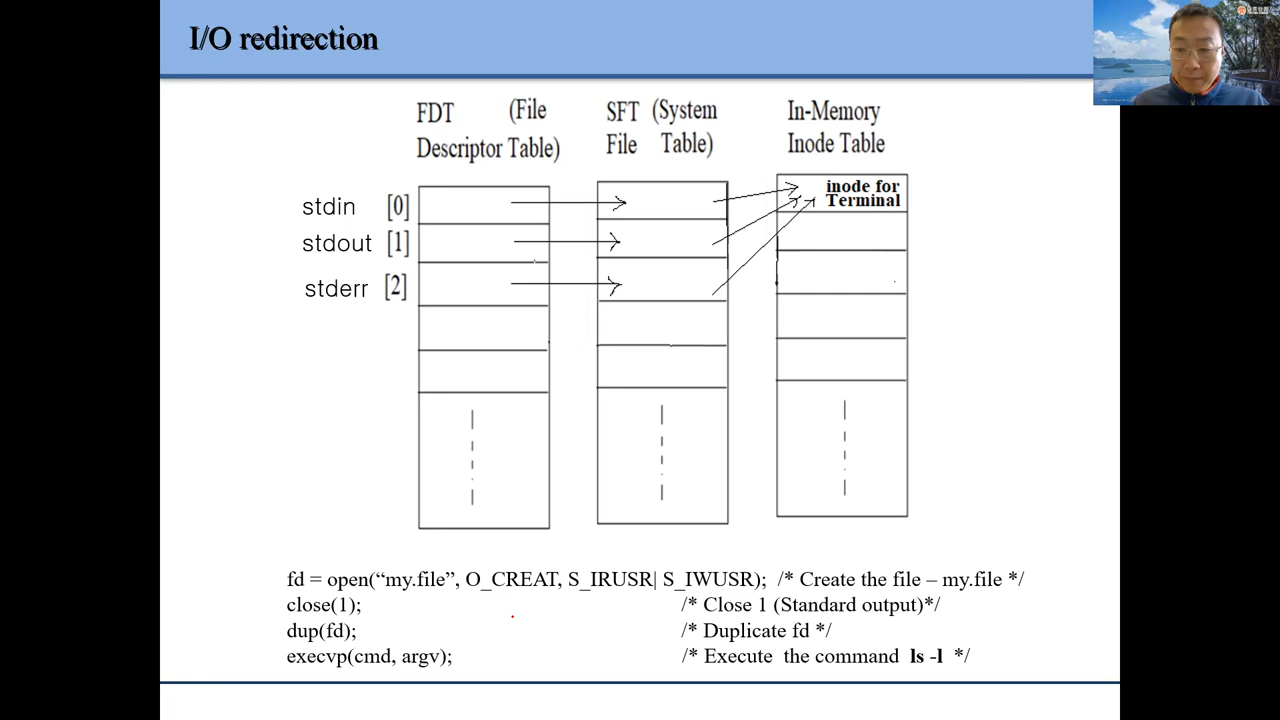 I/O redirection
FDT (File
Descriptor Table)
SFT (System
File Table)
In-Memory
Inode Table
stdin [0]
stdout [1]
stderr [2]
inode for
Terminal
fd = open(“my.file”, O_CREAT, S_IRUSR| S_IWUSR); /* Create the file – my.file */
close(1); /* Close 1 (Standard output)*/
dup(fd); /* Duplicate fd */
execvp(cmd, argv); /* Execute the command ls -l */